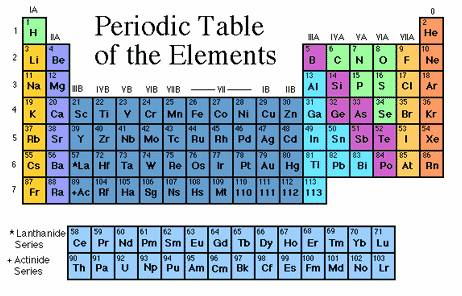 IA 0
1 1 H IIA Periodic Table IIIA IVA VA VIA VIIA 2 He
2 3 Li 4 Be of the Elements 5 B 6 C 7 N 8 O 9 F 10 Ne
3 11 Na 12 Mg IIIB IVB VB VIB VIIB VII IB IIB 13 Al 14 Si 15 P 16 S 17 Cl 18 Ar
4 19 K 20 Ca 21 Sc 22 Ti 23 V 24 Cr 25 Mn 26 Fe 27 Co 28 Ni 29 Cu 30 Zn 31 Ga 32 Ge 33 As 34 Se 35 Br 36 Kr
5 37 Rb 38 Sr 39 Y 40 Zr 41 Nb 42 Mo 43 Tc 44 Ru 45 Rh 46 Pd 47 Ag 48 Cd 49 In 50 Sn 51 Sb 52 Te 53 I 54 Xe
6 55 Cs 56 Ba 57 *La 72 Hf 73 Ta 74 W 75 Re 76 Os 77 Ir 78 Pt 79 Au 80 Hg 81 Tl 82 Pb 83 Bi 84 Po 85 At 86 Rn
7 87 Fr 88 Ra 89 +Ac 104 Rf 105 Ha 106 Sg 107 Ns 108 Hs 109 Mt 110 110 111 111 112 112 113 113
* Lanthanide Series 58 Ce 59 Pr 60 Nd 61 Pm 62 Sm 63 Eu 64 Gd 65 Tb 66 Dy 67 Ho 68 Er 69 Tm 70 Yb 71 Lu
+ Actinide Series 90 Th 91 Pa 92 U 93 Np 94 Pu 95 Am 96 Cm 97 Bk 98 Cf 99 Es 100 Fm 101 Md 102 No 103 Lr